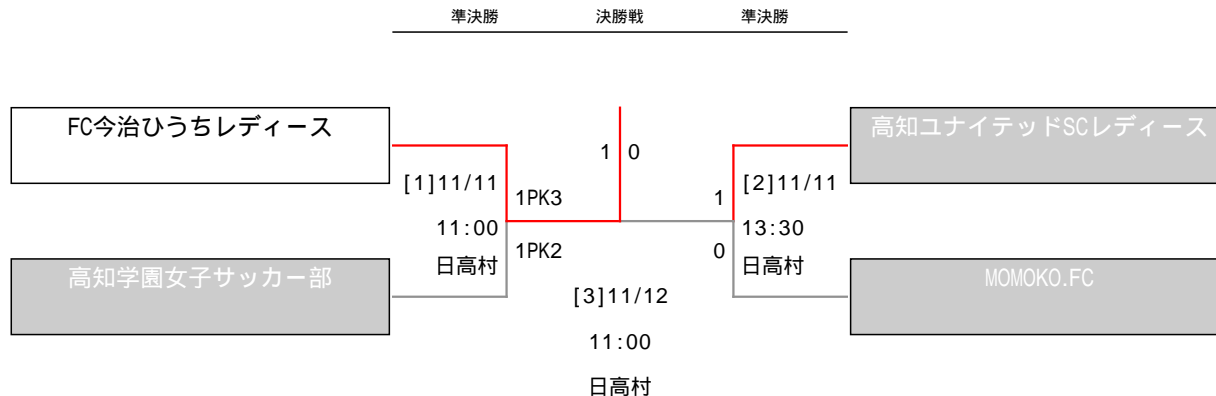 準決勝 決勝戦 準決勝
FC今治ひうちレディース
高知ユナイテッドSCレディース
1 0
[1]11/11
1PK3
1
[2]11/11
11:00
13:30
1PK2
0
日高村
日高村
高知学園女子サッカー部
MOMOKO.FC
[3]11/12
11:00
日高村